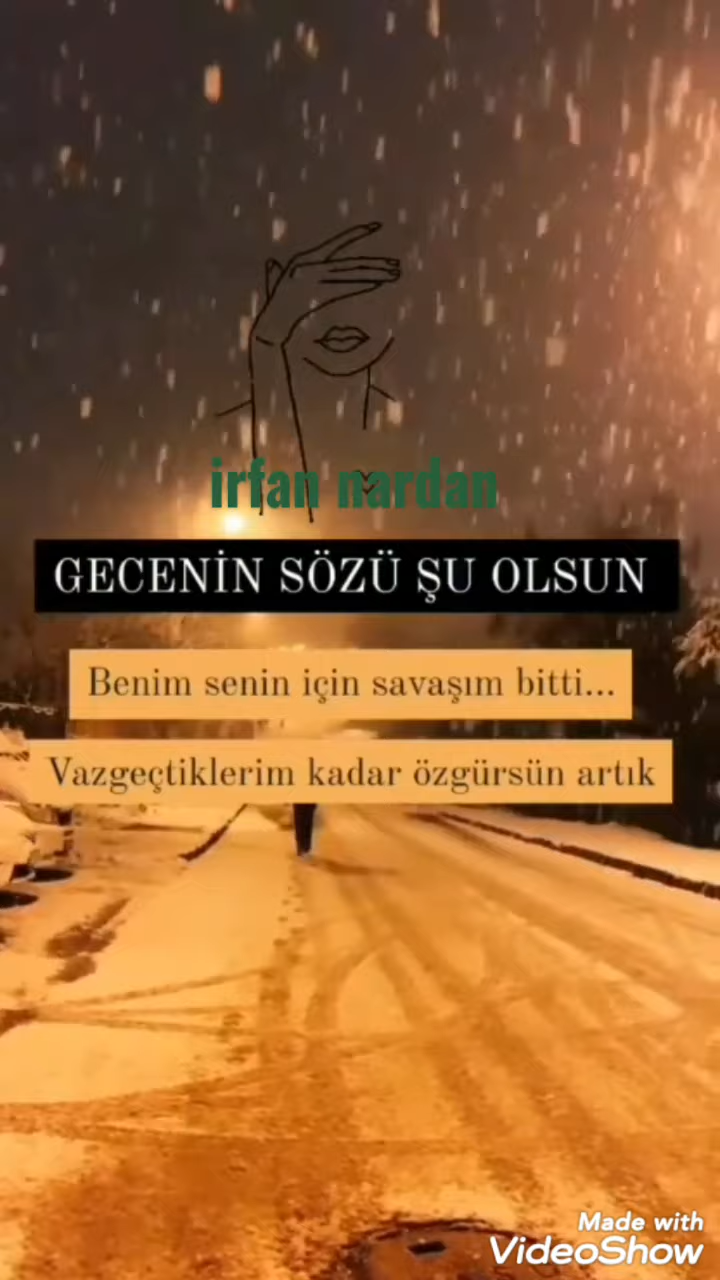 irfan nardan
GECENİN SÖZÜ ŞU OLSUN
Benim senin için savaşım bitti...
Vazgeçtiklerim kadar özgürsün artık
Made with
VideoShow